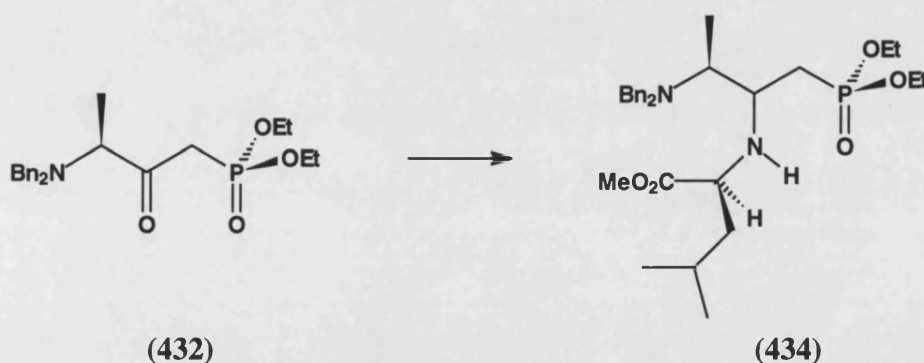 Bn₂N
O
P
O
OEt
OEt
(432)
Bn₂N
P
OEt
OEt
O
N
H
MeO₂C
H
(434)